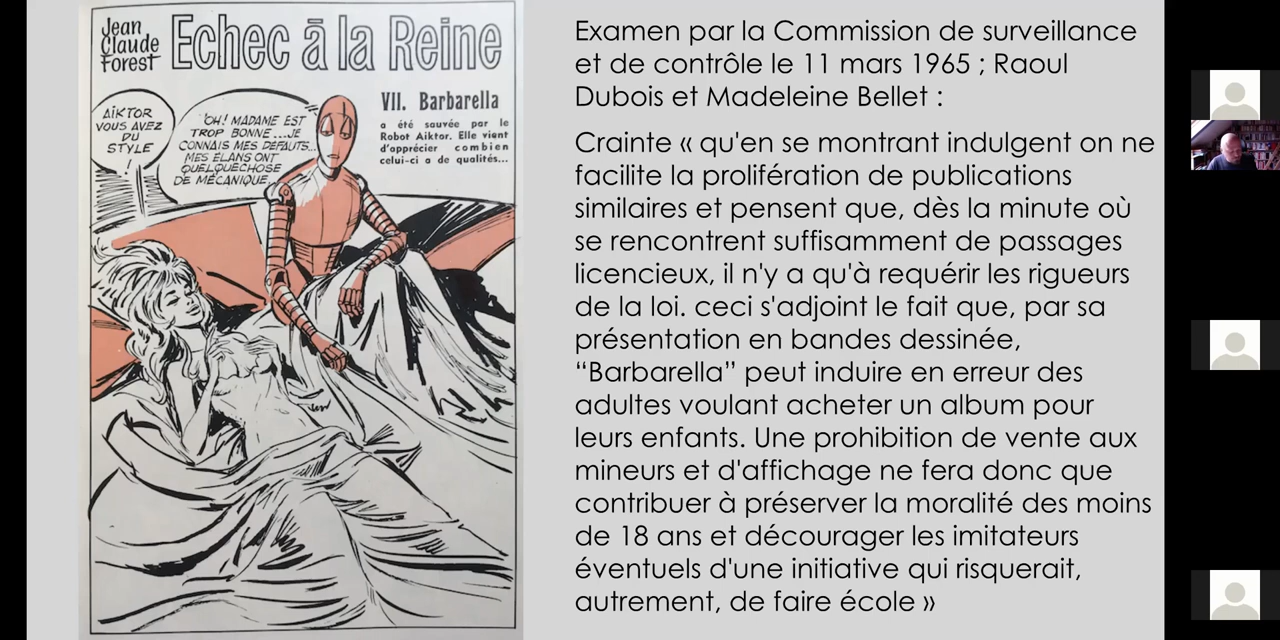 Jean
Claude
Forest
Echec à la Reine
VII. Barbarella
a été sauvée par le
Robot Aiktor. Elle vient
d'apprécier combien
celui-ci a de qualités...
AÏKTOR
VOUS AVEZ
DU
STYLE
!
OH! MADAME EST
TROP BONNE...JE
CONNAIS MES DÉFAUTS...
MES ÉLANS ONT
QUELQUECHOSE
DE MÉCANIQUE..
Examen par la Commission de surveillance
et de contrôle le 11 mars 1965 ; Raoul
Dubois et Madeleine Bellet :
Crainte « qu'en se montrant indulgent on ne
facilite la prolifération de publications
similaires et pensent que, dès la minute où
se rencontrent suffisamment de passages
licencieux, il n'y a qu'à requérir les rigueurs
de la loi. ceci s'adjoint le fait que, par sa
présentation en bandes dessinée,
“Barbarella” peut induire en erreur des
adultes voulant acheter un album pour
leurs enfants. Une prohibition de vente aux
mineurs et d'affichage ne fera donc que
contribuer à préserver la moralité des moins
de 18 ans et décourager les imitateurs
éventuels d'une initiative qui risquerait,
autrement, de faire école »